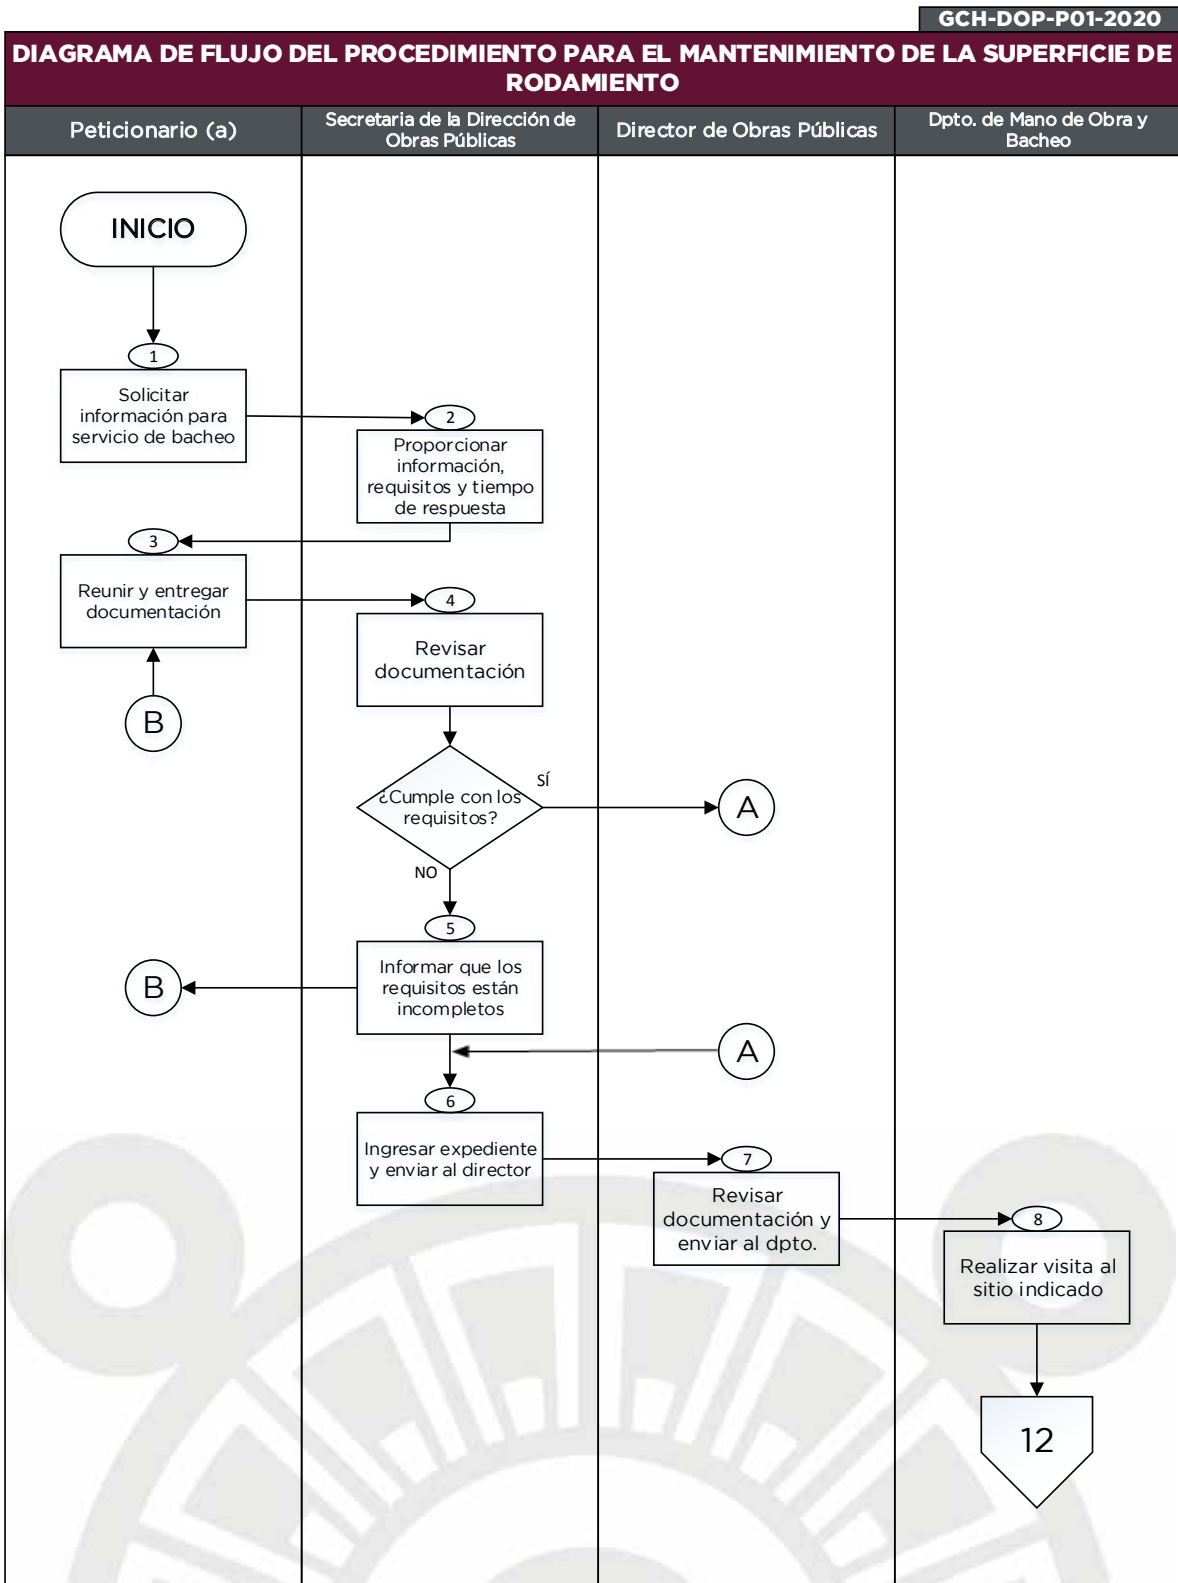 GCH-DOP-P01-2020
DIAGRAMA DE FLUJO DEL PROCEDIMIENTO PARA EL MANTENIMIENTO DE LA SUPERFICIE DE
RODAMIENTO
Peticionario (a)
Secretaria de la Dirección de
Obras Públicas
Director de Obras Públicas
Dpto. de Mano de Obra y
Bacheo
INICIO
1
Solicitar
información para
servicio de bacheo
2
Proporcionar
información,
requisitos y tiempo
de respuesta
3
Reunir y entregar
documentación
4
Revisar
documentación
B
¿Cumple con los
requisitos?
SÍ
A
NO
5
Informar que los
requisitos están
incompletos
B
A
6
Ingresar expediente
y enviar al director
7
Revisar
documentación y
enviar al dpto.
8
Realizar visita al
sitio indicado
12